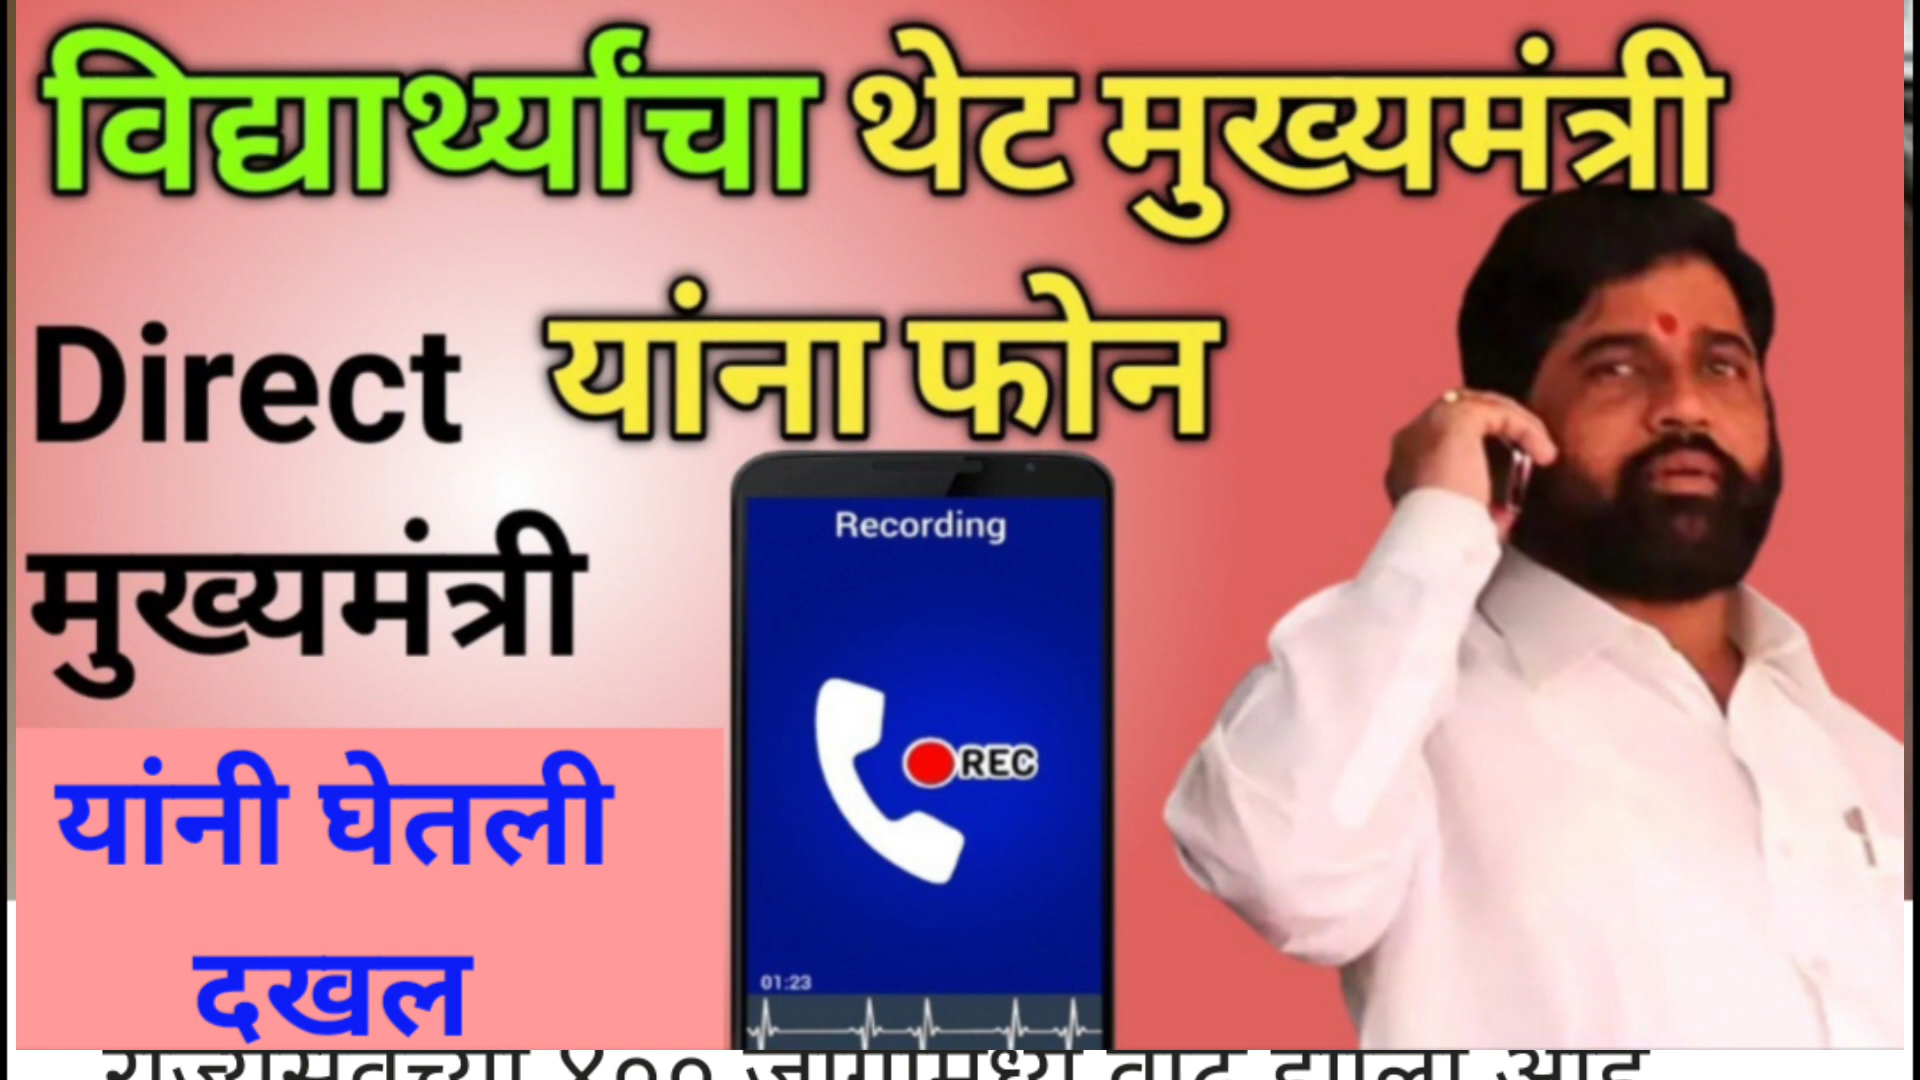 विद्यार्थ्यांचा थेट मुख्यमंत्री
Direct यांना फोन
मुख्यमंत्री
यांनी घेतली
दखल
Recording
REC
01:23